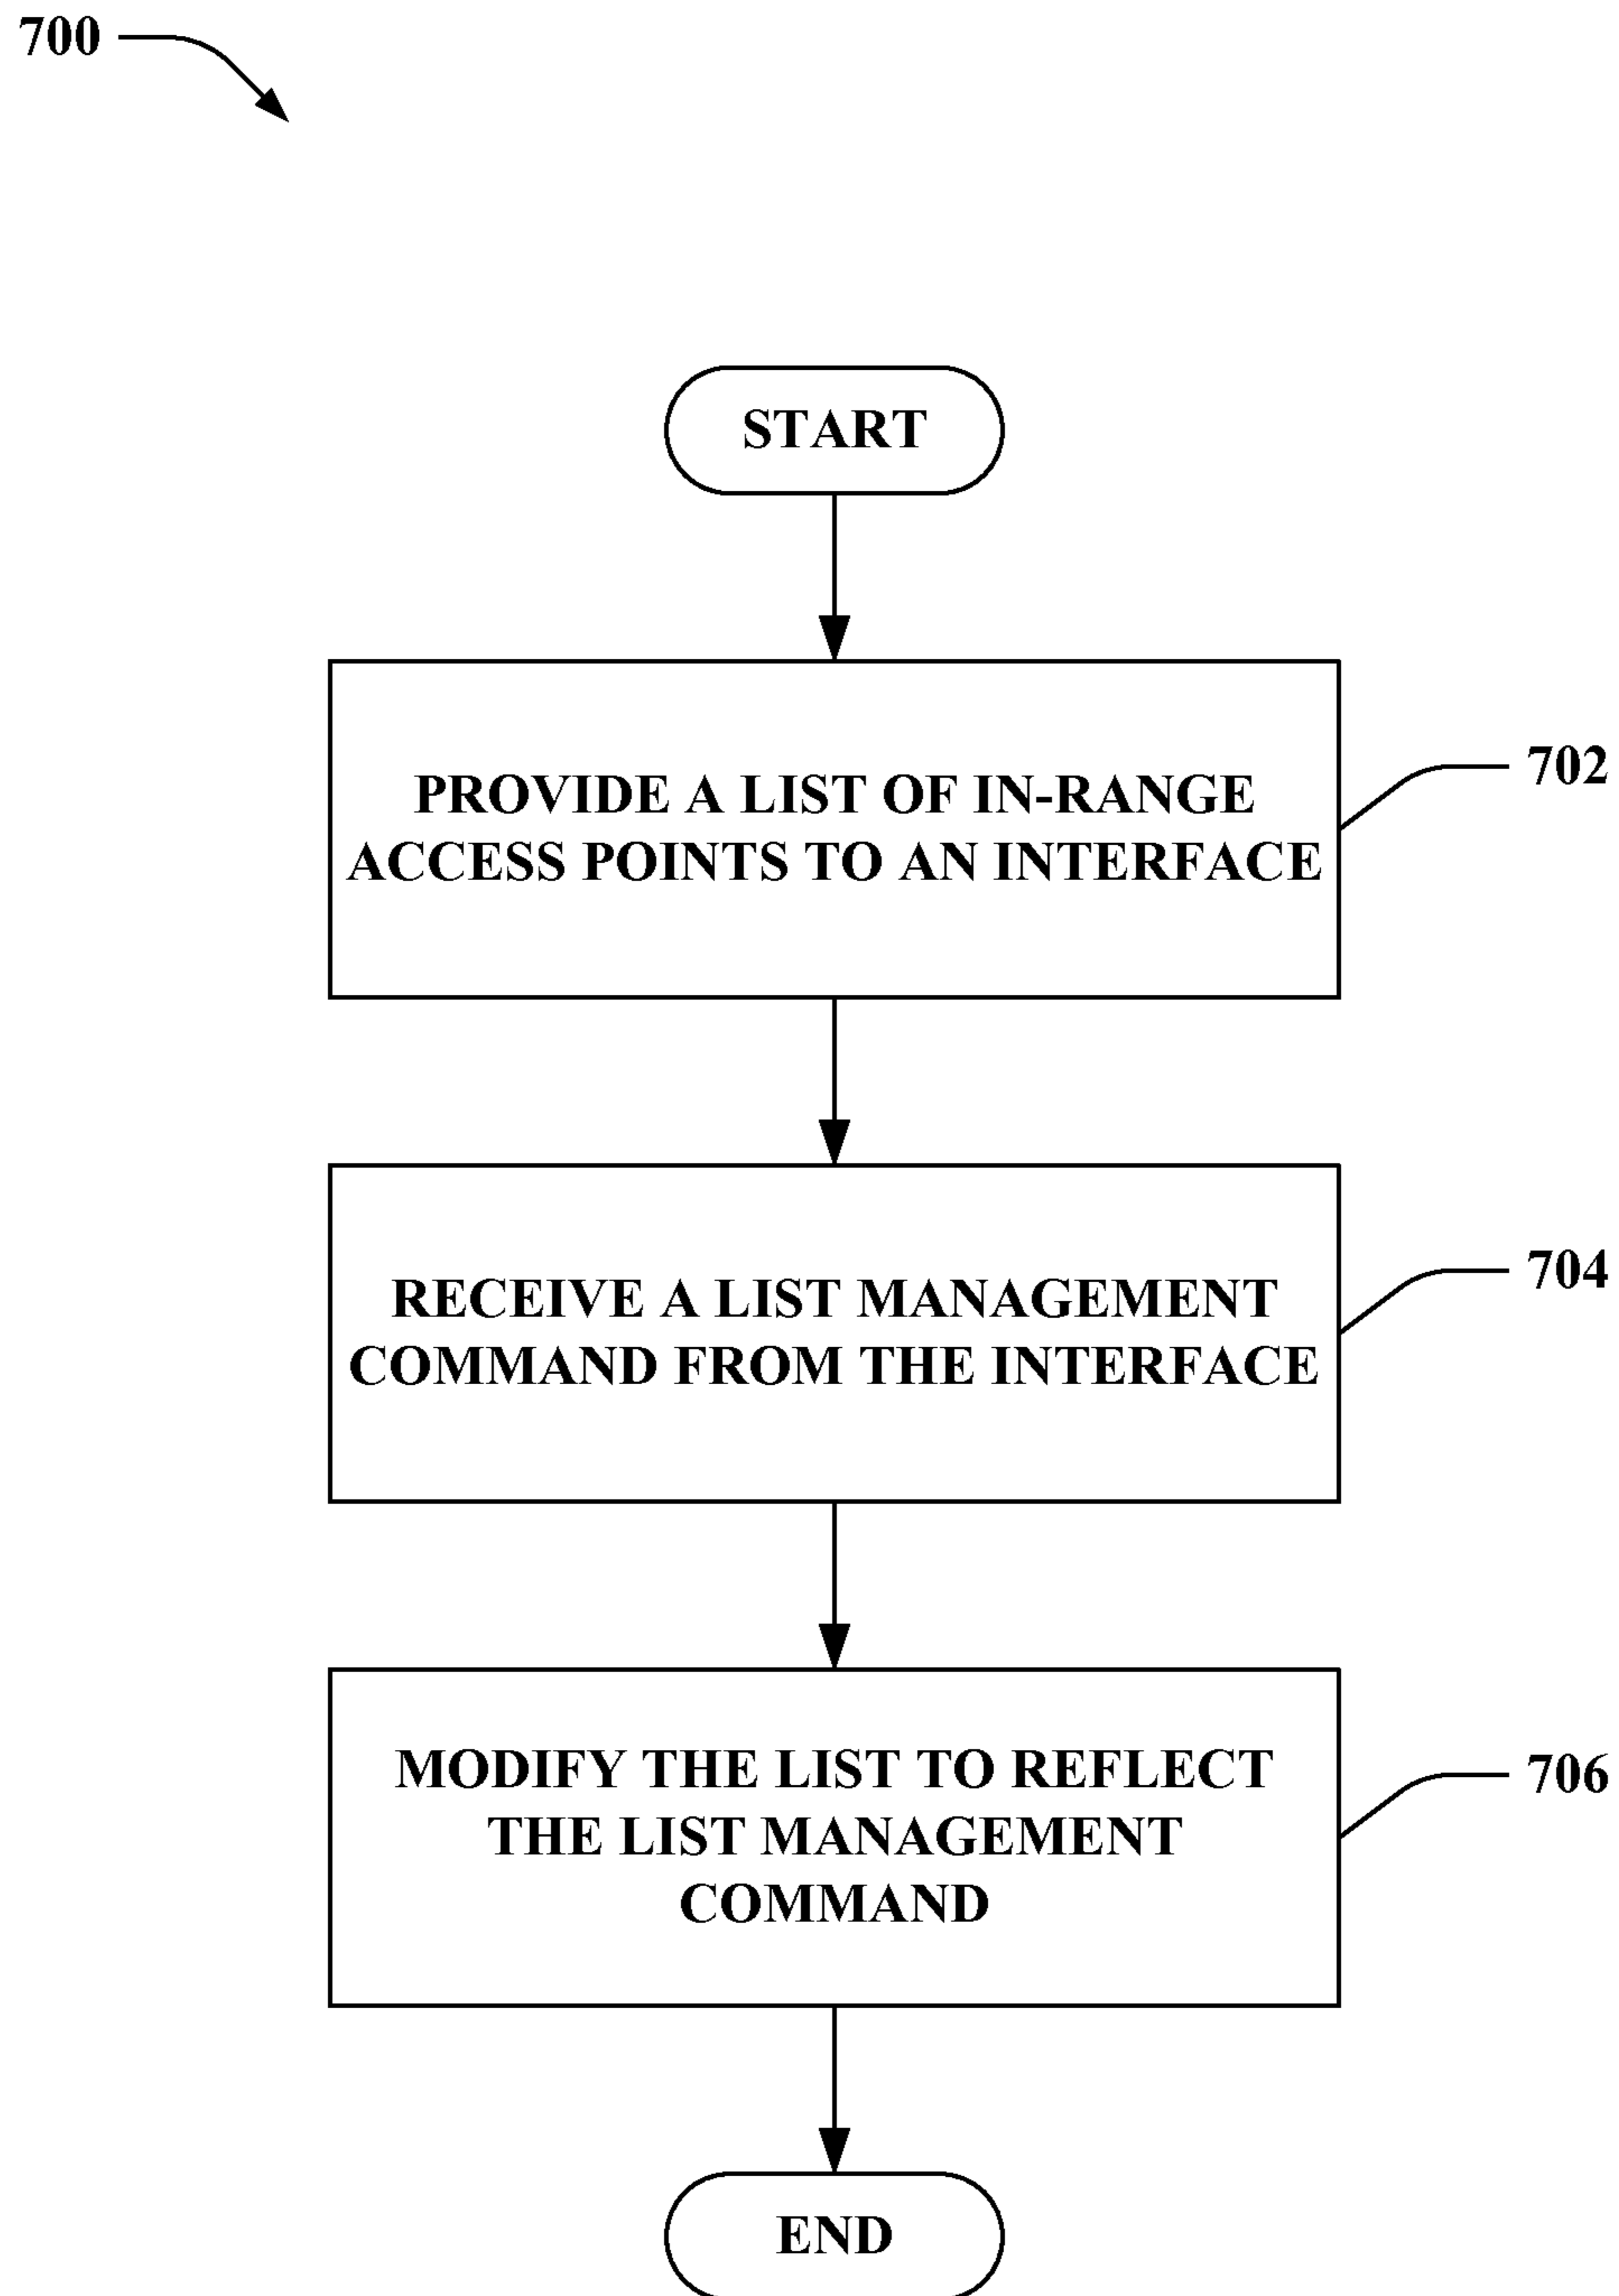 700
START
PROVIDE A LIST OF IN-RANGE
ACCESS POINTS TO AN INTERFACE
702
RECEIVE A LIST MANAGEMENT
COMMAND FROM THE INTERFACE
704
MODIFY THE LIST TO REFLECT
THE LIST MANAGEMENT
COMMAND
706
END